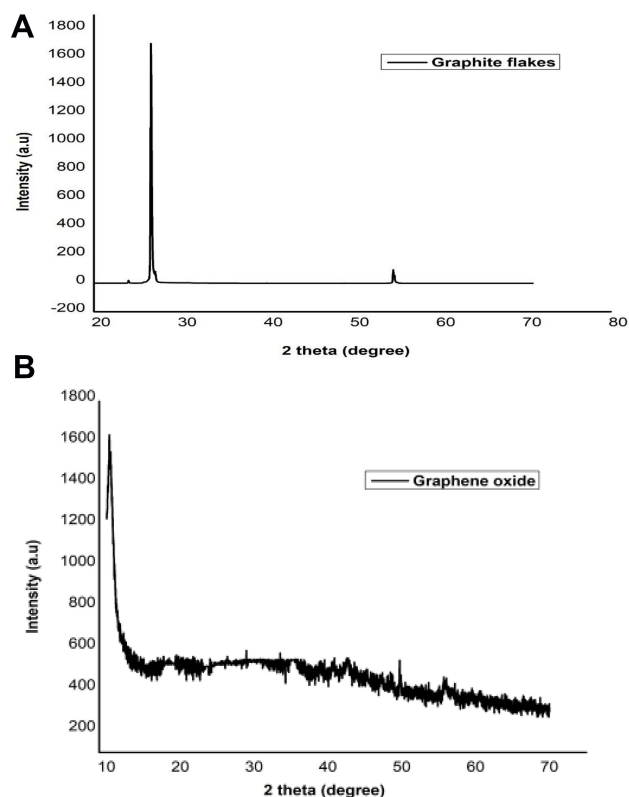 A
1800
1600
1400
1200
1000
800
600
400
200
0
-200
Intensity (a.u)
Graphite flakes
20 30 40 50 60 70 80
2 theta (degree)
B
1800
1600
1400
1200
1000
800
600
400
200
Intensity (a.u)
Graphene oxide
10 20 30 40 50 60 70
2 theta (degree)